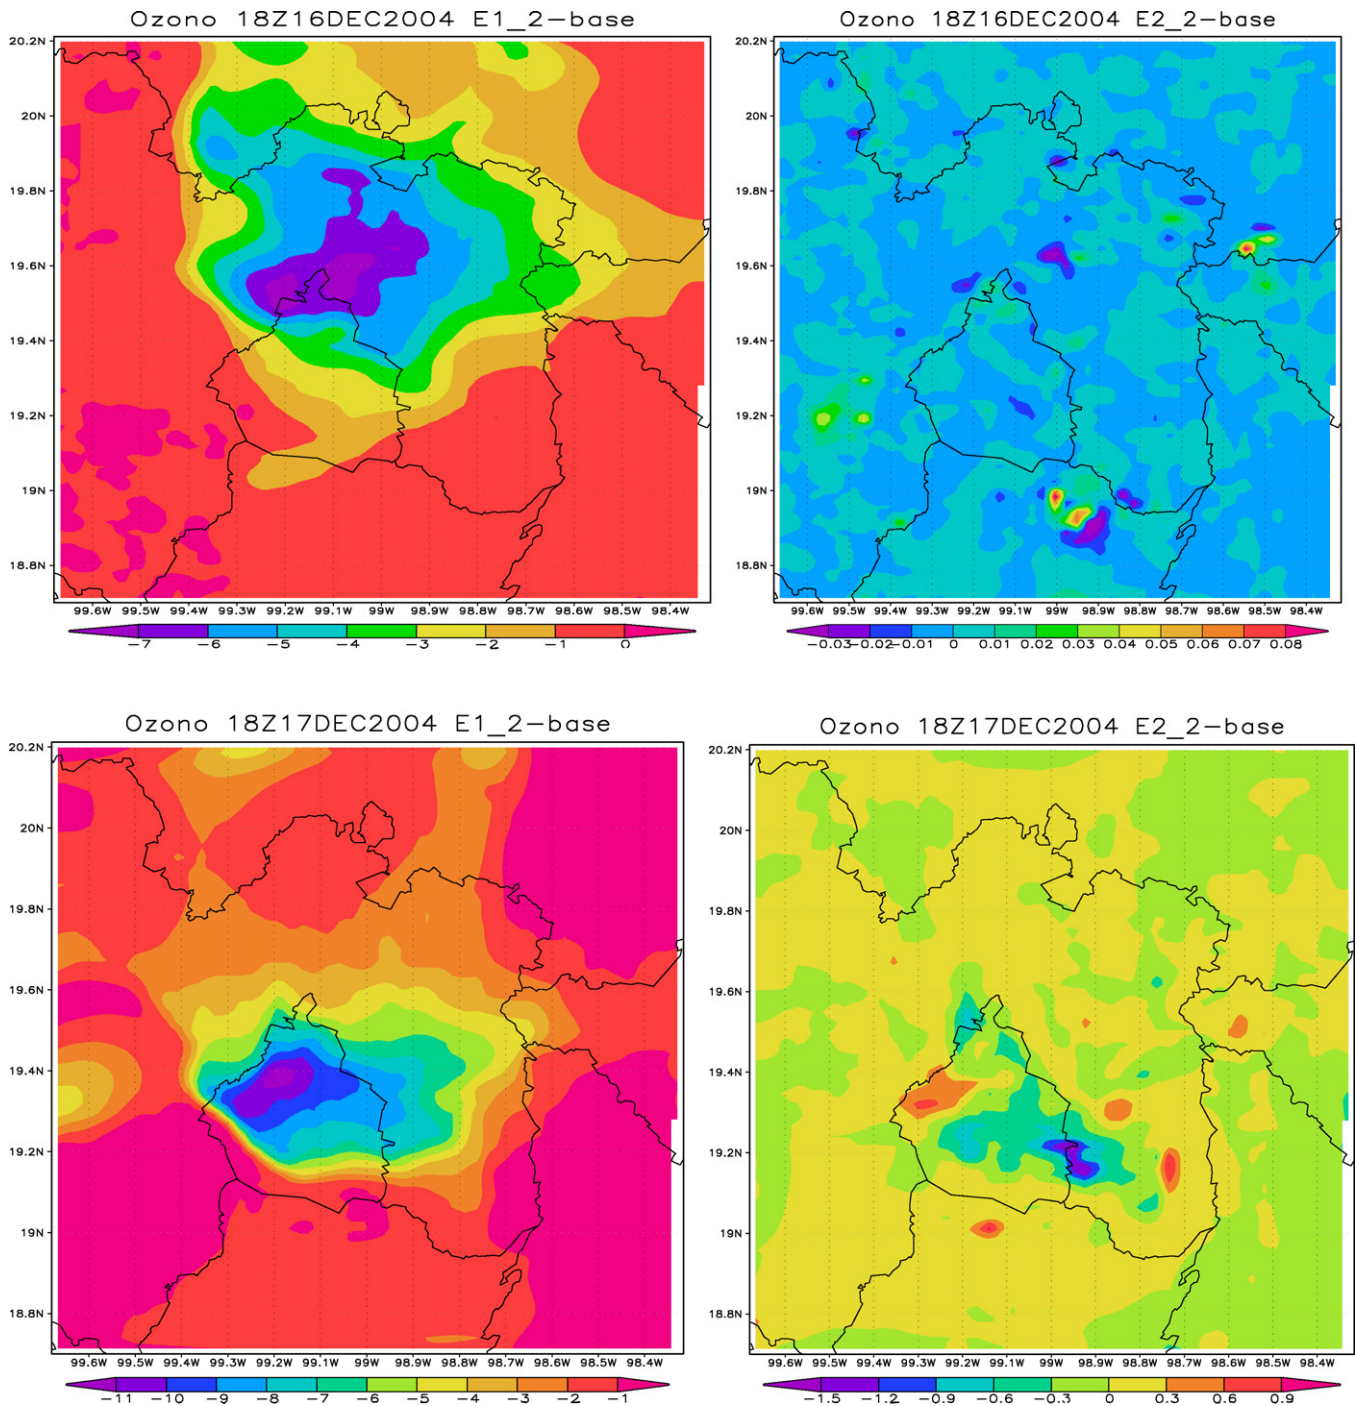 Ozono 18Z16DEC2004 E1_2-base
20.2N
20N
19.8N
19.6N
19.4N
19.2N
19N
18.8N
99.6W 99.5W 99.4W 99.3W 99.2W 99.1W 99W 98.9W 98.8W 98.7W 98.6W 98.5W 98.4W
-7 -6 -5 -4 -3 -2 -1 0
Ozono 18Z16DEC2004 E2_2-base
20.2N
20N
19.8N
19.6N
19.4N
19.2N
19N
18.8N
99.6W 99.5W 99.4W 99.3W 99.2W 99.1W 99W 98.9W 98.8W 98.7W 98.6W 98.5W 98.4W
-0.03 -0.02 -0.01 0 0.01 0.02 0.03 0.04 0.05 0.06 0.07 0.08
Ozono 18Z17DEC2004 E1_2-base
20.2N
20N
19.8N
19.6N
19.4N
19.2N
19N
18.8N
99.6W 99.5W 99.4W 99.3W 99.2W 99.1W 99W 98.9W 98.8W 98.7W 98.6W 98.5W 98.4W
-11 -10 -9 -8 -7 -6 -5 -4 -3 -2 -1
Ozono 18Z17DEC2004 E2_2-base
20.2N
20N
19.8N
19.6N
19.4N
19.2N
19N
18.8N
99.6W 99.5W 99.4W 99.3W 99.2W 99.1W 99W 98.9W 98.8W 98.7W 98.6W 98.5W 98.4W
-1.5 -1.2 -0.9 -0.6 -0.3 0 0.3 0.6 0.9